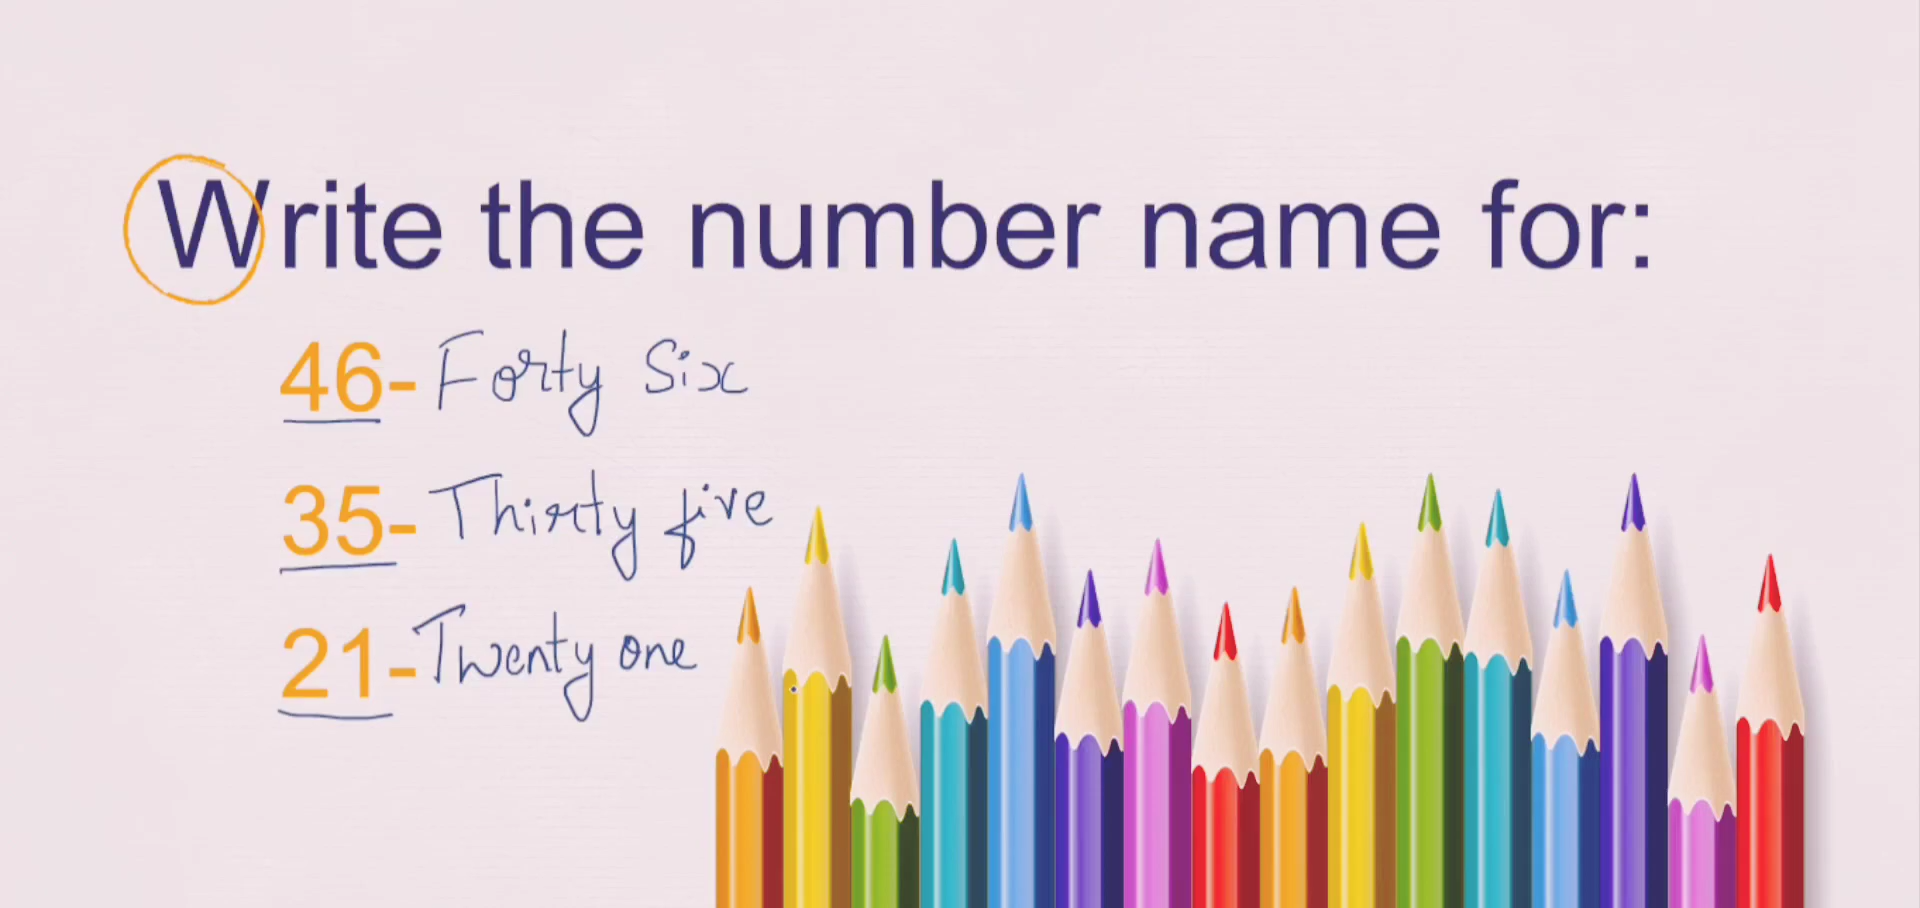 Write the number name for:
46- Forty Six
35- Thirty five
21- Twenty one